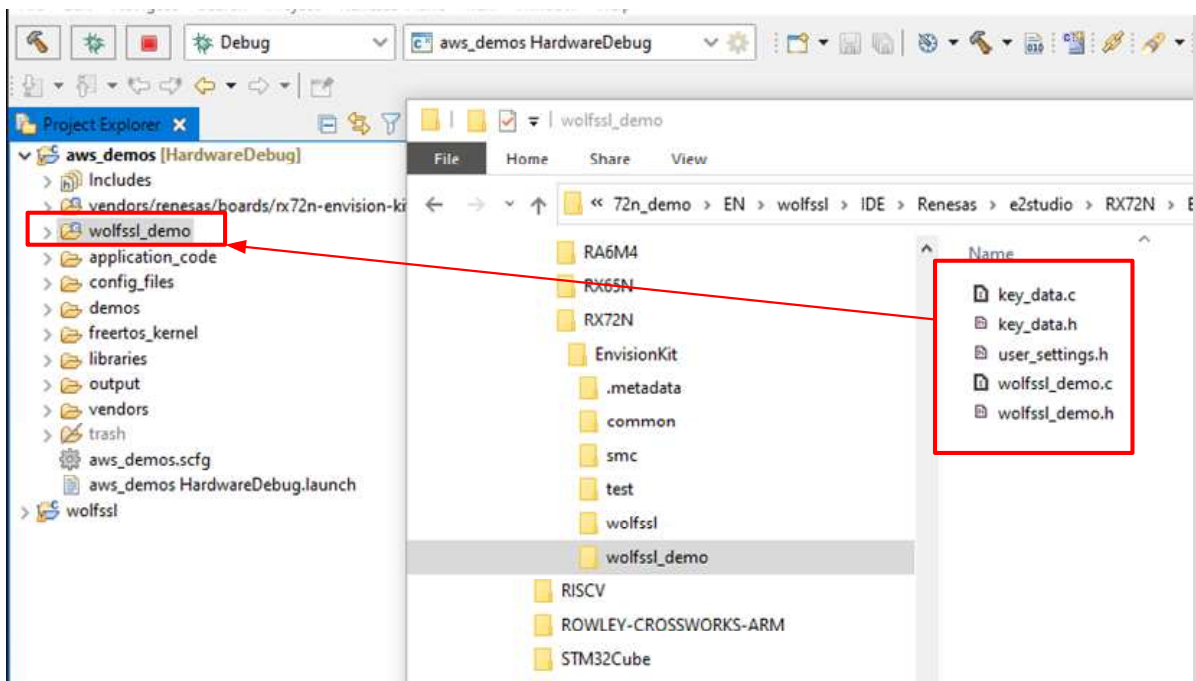 Debug
aws_demos HardwareDebug
Project Explorer
aws_demos [HardwareDebug]
Includes
vendors/renesas/boards/rx72n-envision-ki
wolfssl_demo
application_code
config_files
demos
freertos_kernel
libraries
output
vendors
trash
aws_demos.scfg
aws_demos HardwareDebug.launch
wolfssl
wolfssl_demo
File Home Share View
« 72n_demo > EN > wolfssl > IDE > Renesas > e2studio > RX72N > E
RA6M4
RX65N
RX72N
EnvisionKit
.metadata
common
smc
test
wolfssl
wolfssl_demo
RISCV
ROWLEY-CROSSWORKS-ARM
STM32Cube
Name
key_data.c
key_data.h
user_settings.h
wolfssl_demo.c
wolfssl_demo.h